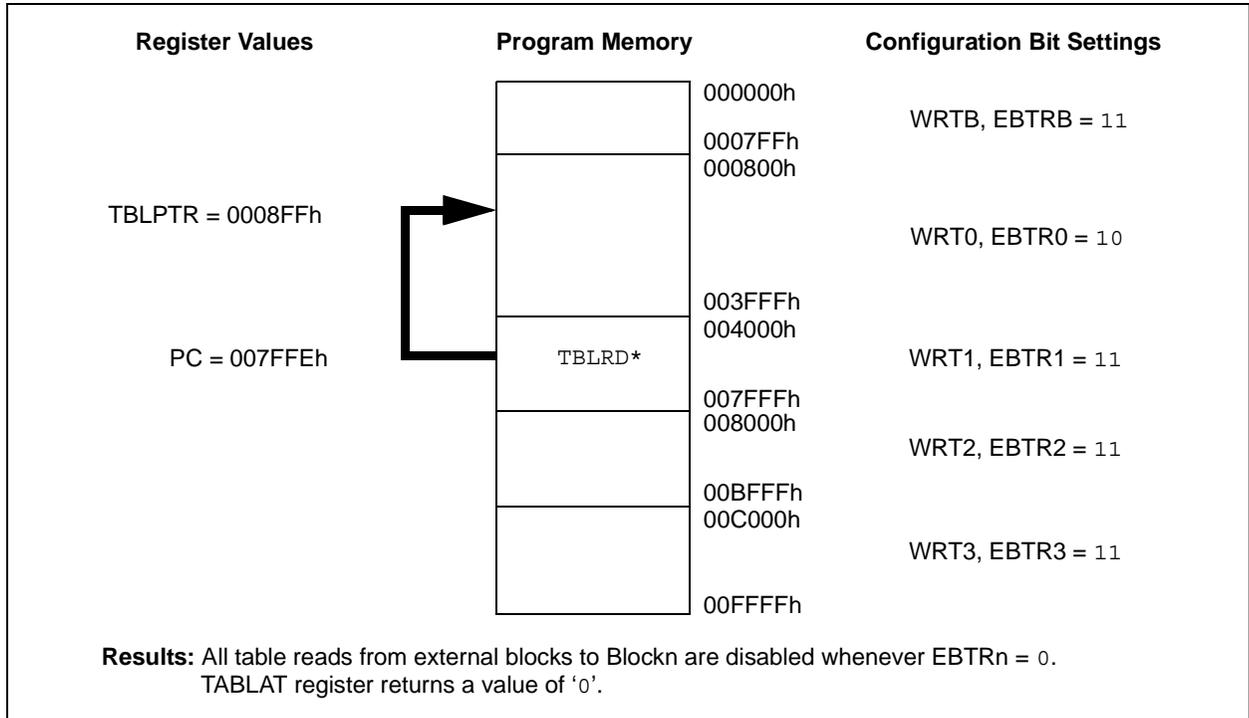 Register Values Program Memory Configuration Bit Settings
000000h
WRTB, EBTRB = 11
0007FFh
000800h
TBLPTR = 0008FFh
WRT0, EBTR0 = 10
003FFFh
004000h
PC = 007FFEh TBLRD* WRT1, EBTR1 = 11
007FFFh
008000h
WRT2, EBTR2 = 11
00BFFFh
00C000h
WRT3, EBTR3 = 11
00FFFFh
Results: All table reads from external blocks to Blockn are disabled whenever EBTRn = 0.
TABLAT register returns a value of ‘0’.